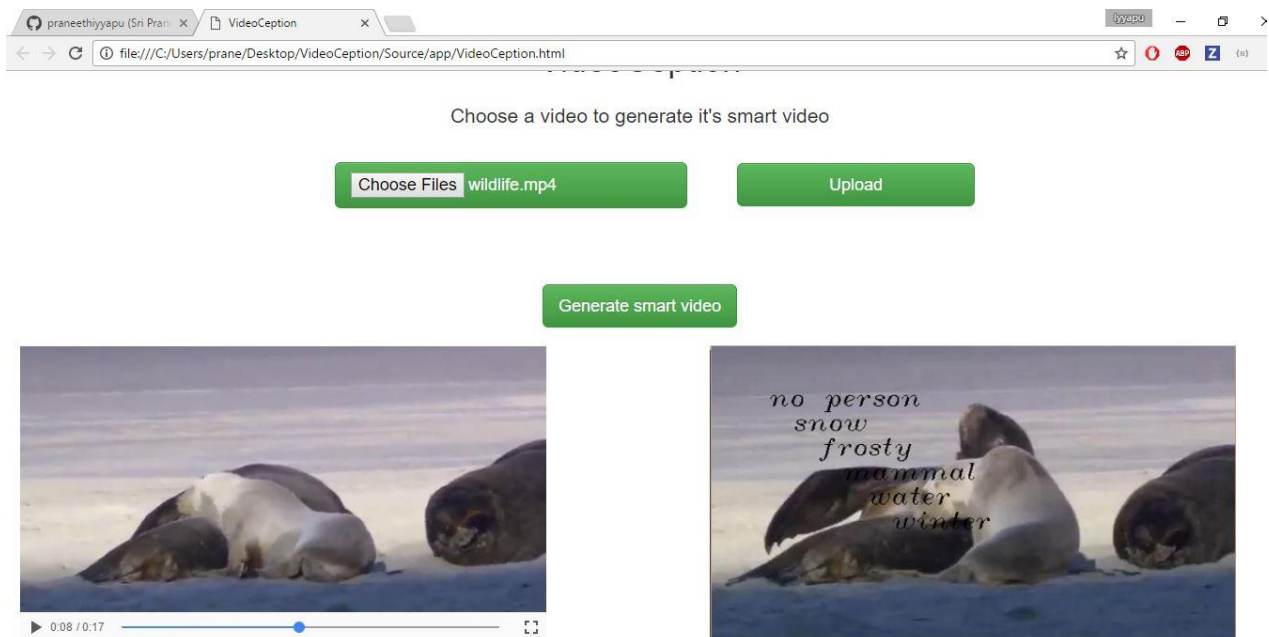 praneethiyyapu (Sri Pran
VideoCeption
Iyyapu
file:///C:/Users/prane/Desktop/VideoCeption/Source/app/VideoCeption.html
ABP
Z
Choose a video to generate it's smart video
Choose Files wildlife.mp4
Upload
Generate smart video
no person
snow
frosty
mammal
water
winter
0:08 / 0:17